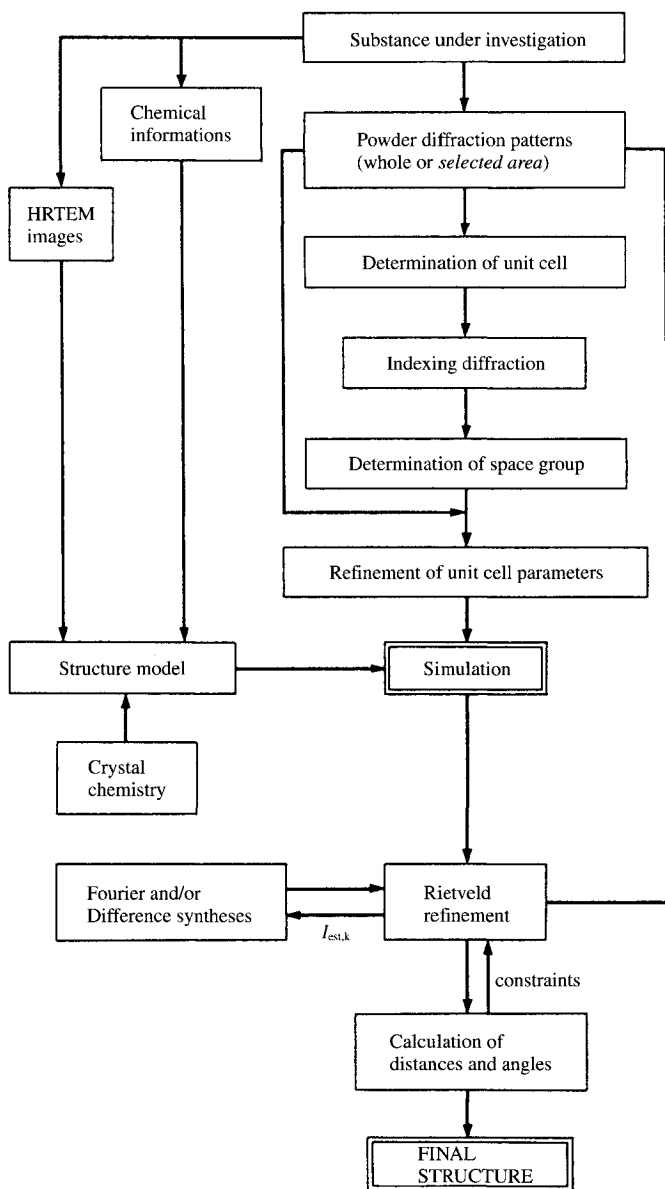 Substance under investigation
Chemical
informations
Powder diffraction patterns
(whole or selected area)
HRTEM
images
Determination of unit cell
Indexing diffraction
Determination of space group
Refinement of unit cell parameters
Structure model
Simulation
Crystal
chemistry
Fourier and/or
Difference syntheses
Rietveld
refinement
I_est,k
constraints
Calculation of
distances and angles
FINAL
STRUCTURE